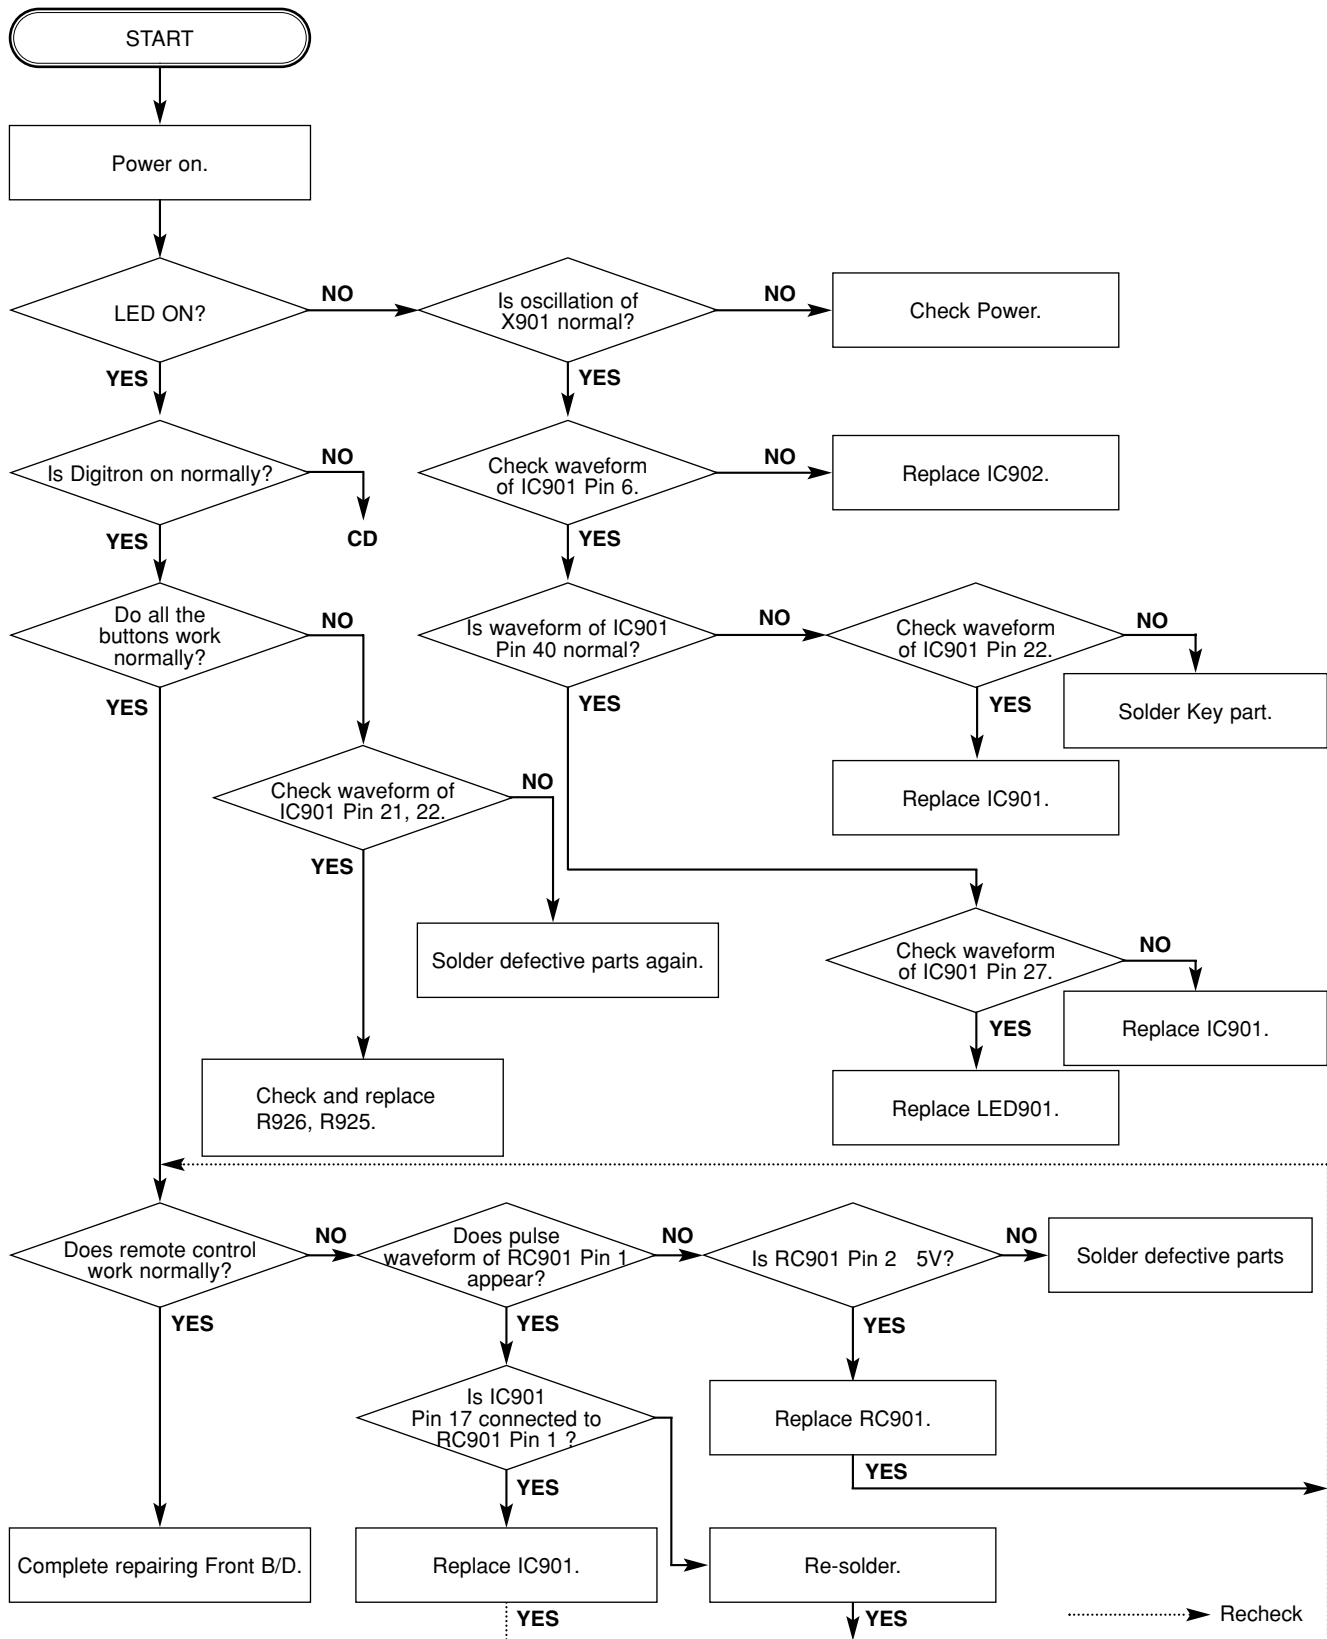 START
Power on.
LED ON?
NO
Is oscillation of
X901 normal?
NO
Check Power.
YES
YES
Is Digitron on normally?
NO
CD
Check waveform
of IC901 Pin 6.
NO
Replace IC902.
YES
YES
Do all the
buttons work
normally?
NO
Is waveform of IC901
Pin 40 normal?
NO
Check waveform
of IC901 Pin 22.
NO
Solder Key part.
YES
YES
YES
Replace IC901.
Check waveform of
IC901 Pin 21, 22.
NO
YES
Solder defective parts again.
Check waveform
of IC901 Pin 27.
NO
Replace IC901.
YES
Replace LED901.
Check and replace
R926, R925.
Does remote control
work normally?
NO
Does pulse
waveform of RC901 Pin 1
appear?
NO
Is RC901 Pin 2 5V?
NO
Solder defective parts
YES
YES
YES
Is IC901
Pin 17 connected to
RC901 Pin 1 ?
Replace RC901.
YES
YES
Complete repairing Front B/D.
Replace IC901.
Re-solder.
YES
YES
Recheck